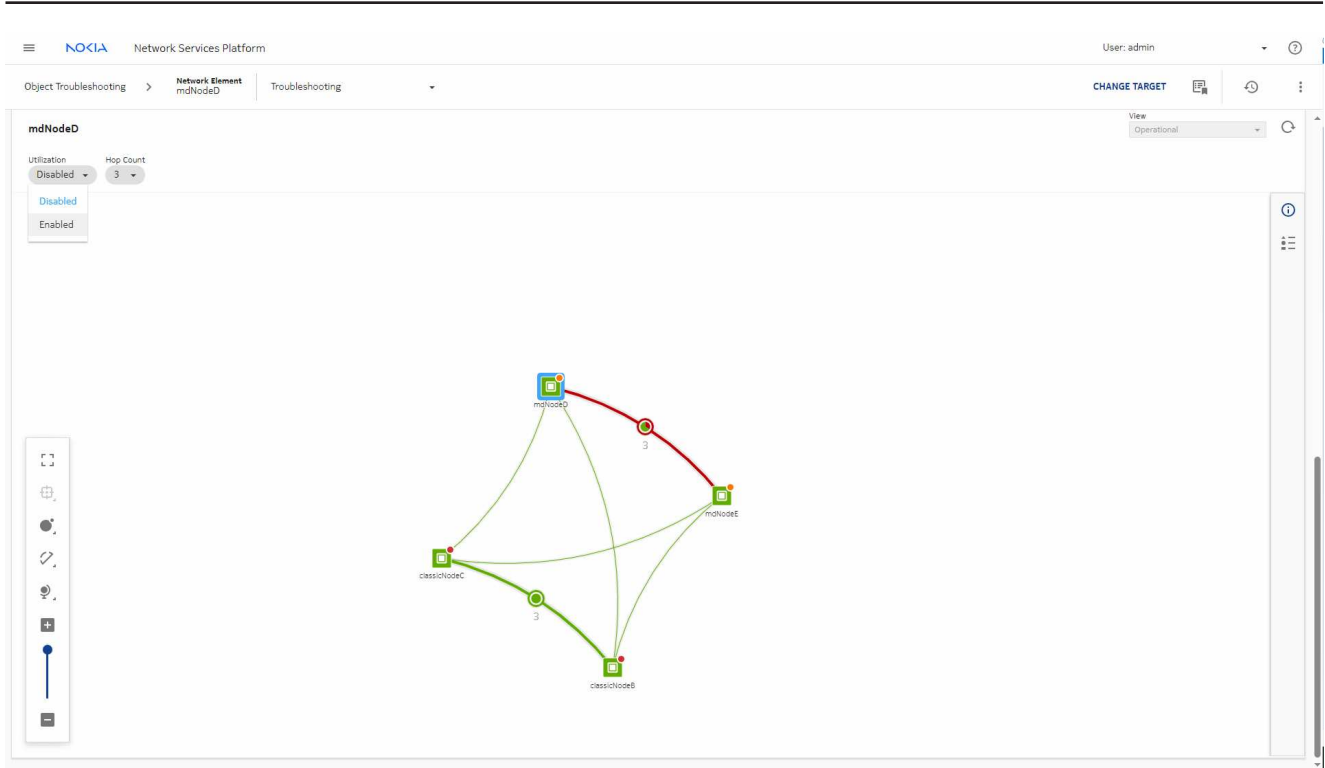 NOKIA Network Services Platform User: admin
Object Troubleshooting > Network Element mdNodeD Troubleshooting CHANGE TARGET
mdNodeD
View
Operational
Utilization Hop Count
Disabled 3
Disabled
Enabled
mdNodeD
3
mdNodeE
classicNodeC
3
classicNodeB